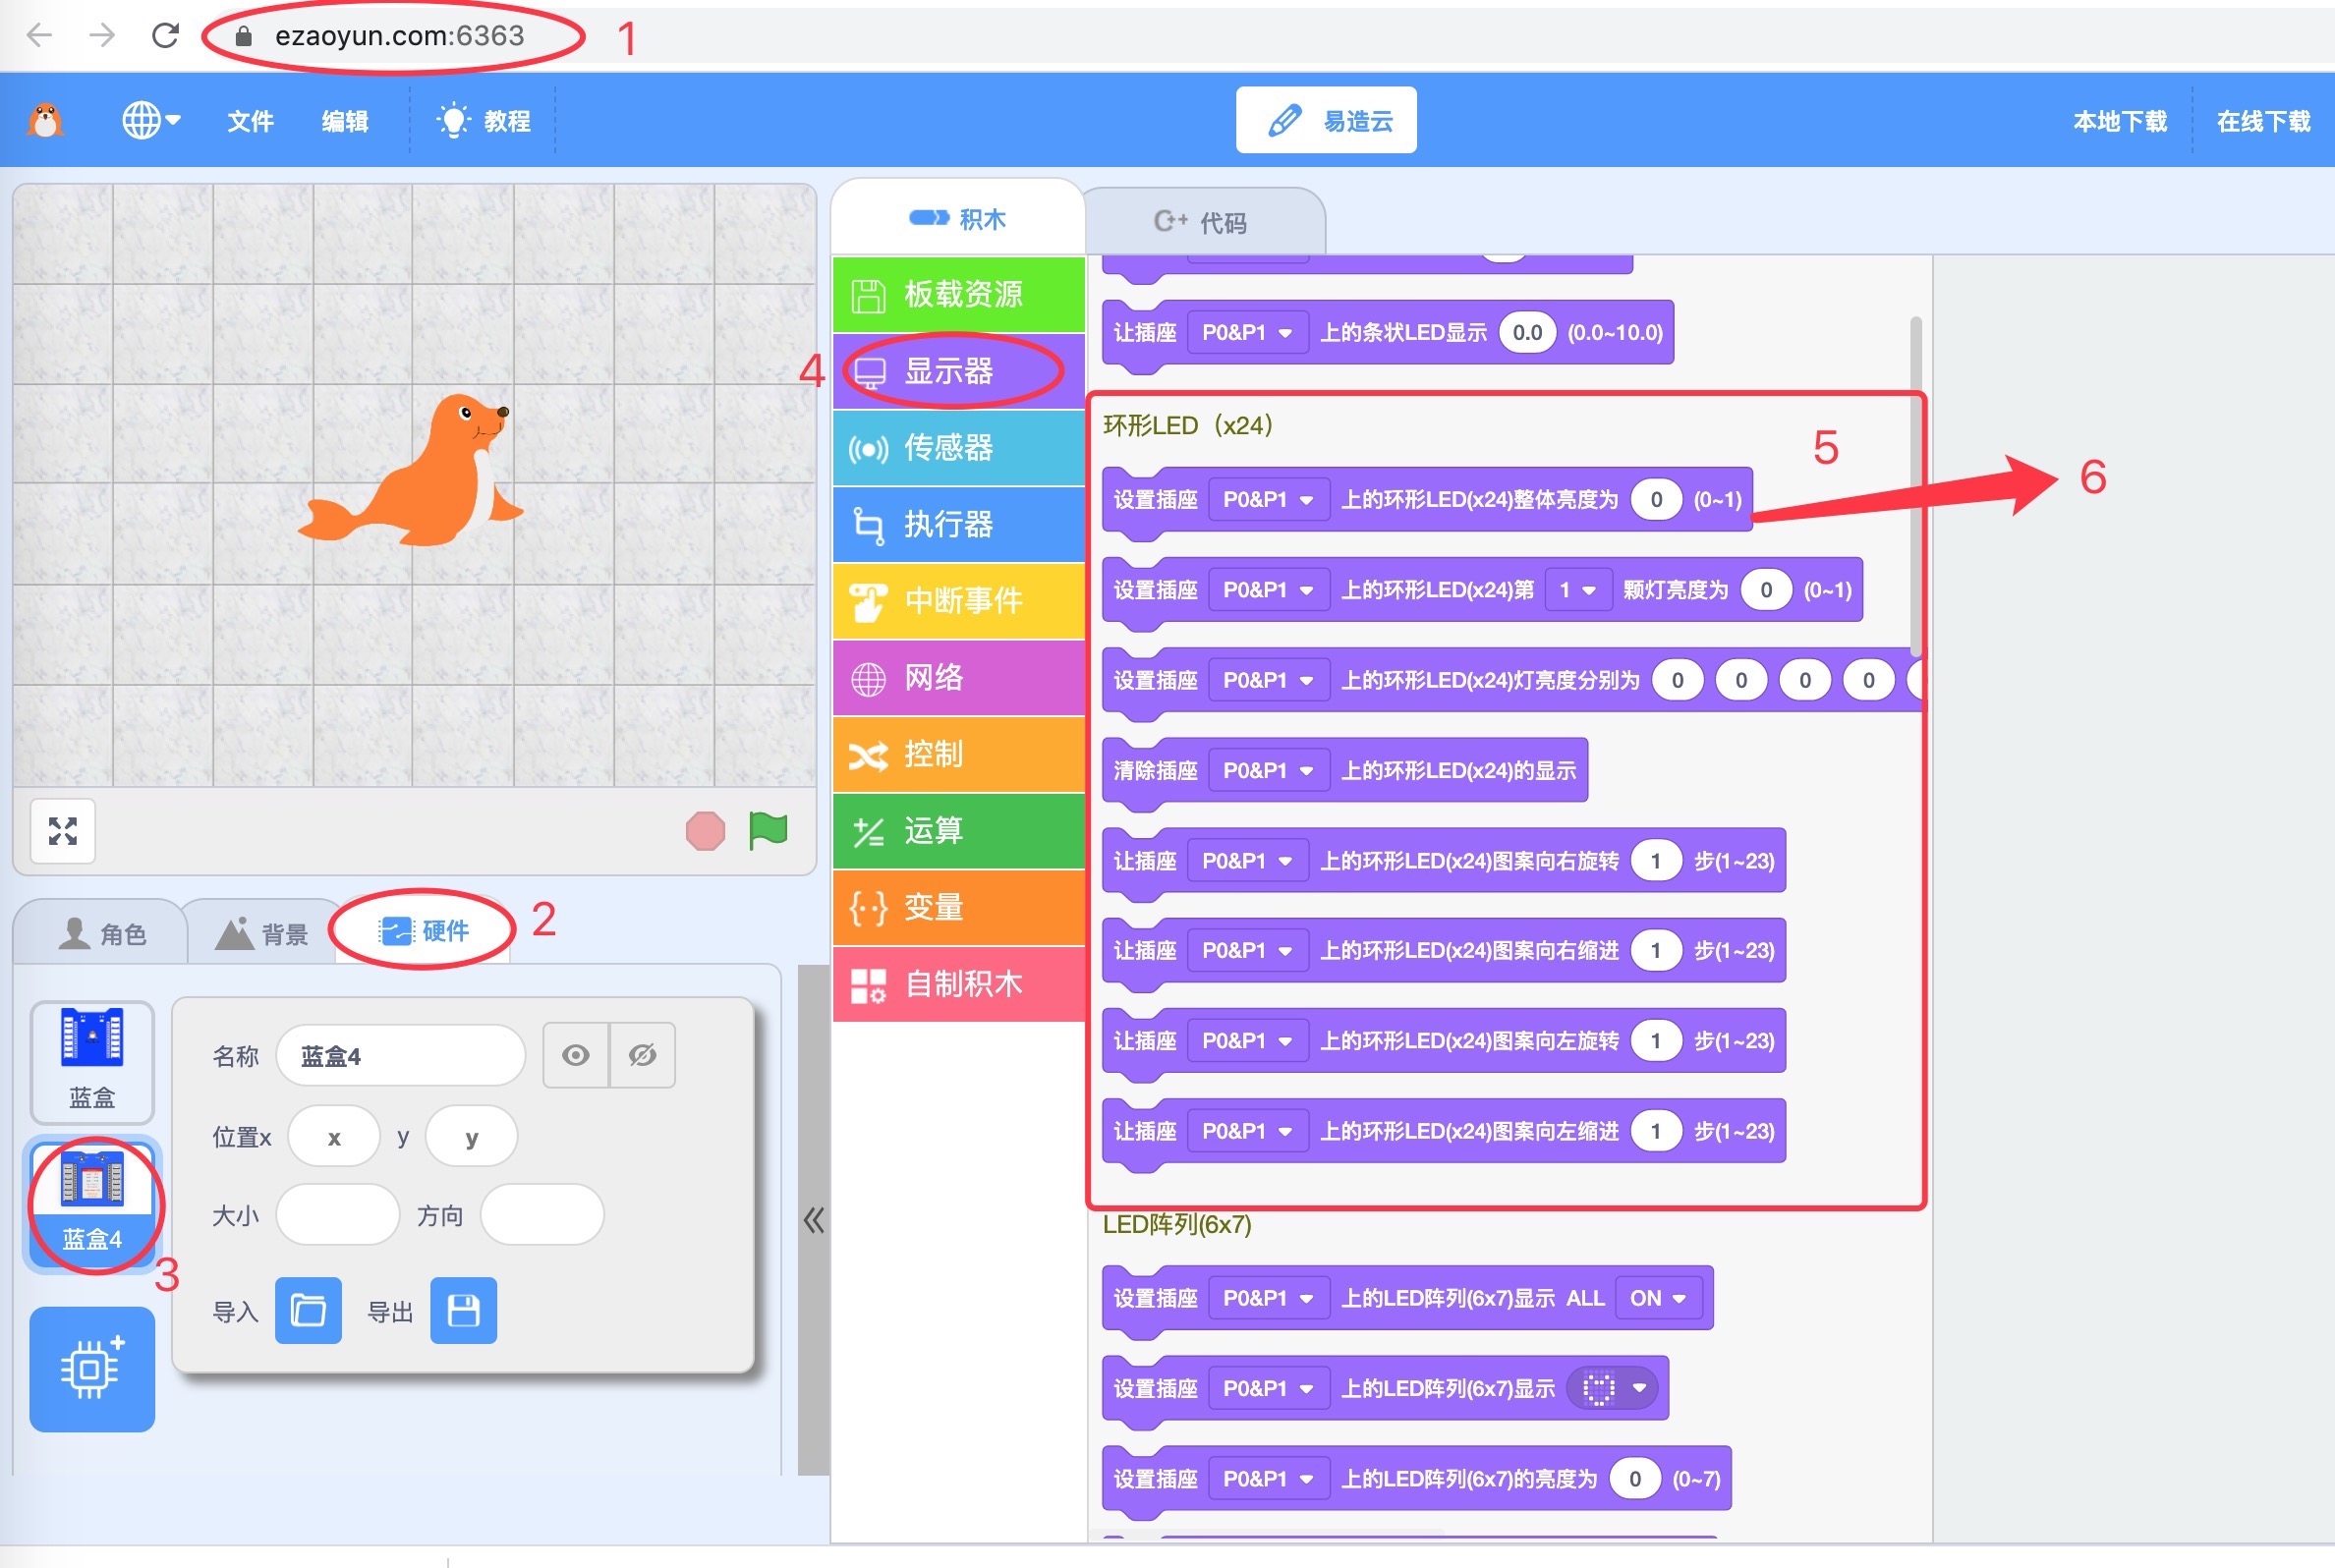 ezaoyun.com:6363
1
文件
编辑
教程
易造云
本地下载
在线下载
积木
C++ 代码
板载资源
显示器
4
传感器
执行器
中断事件
网络
控制
运算
变量
自制积木
让插座 P0&P1 上的条状LED显示 0.0 (0.0~10.0)
环形LED（x24）
5
6
设置插座 P0&P1 上的环形LED(x24)整体亮度为 0 (0~1)
设置插座 P0&P1 上的环形LED(x24)第 1 颗灯亮度为 0 (0~1)
设置插座 P0&P1 上的环形LED(x24)灯亮度分别为 0 0 0 0
清除插座 P0&P1 上的环形LED(x24)的显示
让插座 P0&P1 上的环形LED(x24)图案向右旋转 1 步(1~23)
让插座 P0&P1 上的环形LED(x24)图案向右缩进 1 步(1~23)
让插座 P0&P1 上的环形LED(x24)图案向左旋转 1 步(1~23)
让插座 P0&P1 上的环形LED(x24)图案向左缩进 1 步(1~23)
LED阵列(6x7)
设置插座 P0&P1 上的LED阵列(6x7)显示 ALL ON
设置插座 P0&P1 上的LED阵列(6x7)显示
设置插座 P0&P1 上的LED阵列(6x7)的亮度为 0 (0~7)
角色
背景
硬件
2
蓝盒
蓝盒4
3
名称 蓝盒4
位置x x y y
大小 方向
导入 导出